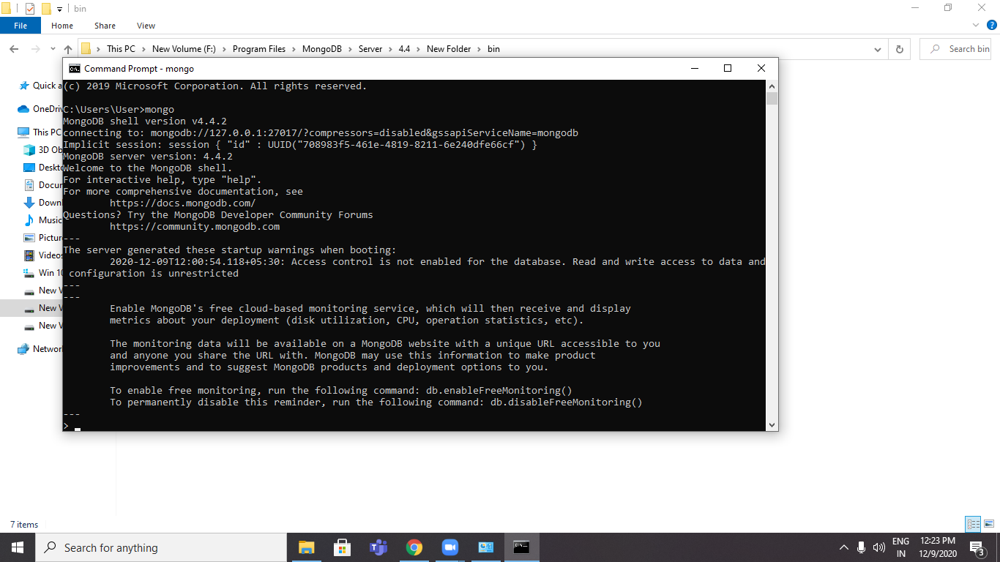 bin
File Home Share View
This PC New Volume (F:) Program Files MongoDB Server 4.4 New Folder bin
Search bin
Command Prompt - mongo
Quick a
OneDriv
This PC
3D Ob
Deskto
Docur
Downl
Music
Pictur
Videos
Win 10
New V
New V
New V
Networ
(c) 2019 Microsoft Corporation. All rights reserved.
C:\Users\User>mongo
MongoDB shell version v4.4.2
connecting to: mongodb://127.0.0.1:27017/?compressors=disabled&gssapiServiceName=mongodb
Implicit session: session { "id" : UUID("708983f5-461e-4819-8211-6e240dfe66cf") }
MongoDB server version: 4.4.2
Welcome to the MongoDB shell.
For interactive help, type "help".
For more comprehensive documentation, see
https://docs.mongodb.com/
Questions? Try the MongoDB Developer Community Forums
https://community.mongodb.com
---
The server generated these startup warnings when booting:
2020-12-09T12:00:54.118+05:30: Access control is not enabled for the database. Read and write access to data and
configuration is unrestricted
---
---
Enable MongoDB's free cloud-based monitoring service, which will then receive and display
metrics about your deployment (disk utilization, CPU, operation statistics, etc).
The monitoring data will be available on a MongoDB website with a unique URL accessible to you
and anyone you share the URL with. MongoDB may use this information to make product
improvements and to suggest MongoDB products and deployment options to you.
To enable free monitoring, run the following command: db.enableFreeMonitoring()
To permanently disable this reminder, run the following command: db.disableFreeMonitoring()
---
>
7 items
Search for anything
ENG
IN
12:23 PM
12/9/2020
3